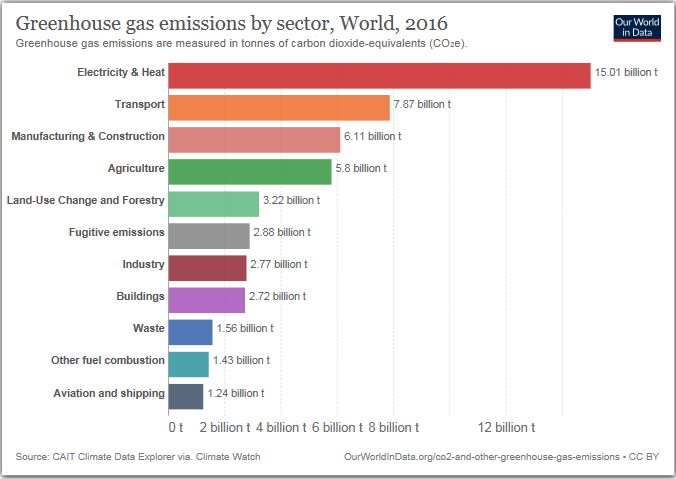 Greenhouse gas emissions by sector, World, 2016
Our World
in Data
Greenhouse gas emissions are measured in tonnes of carbon dioxide-equivalents (CO₂e).
Electricity & Heat 15.01 billion t
Transport 7.87 billion t
Manufacturing & Construction 6.11 billion t
Agriculture 5.8 billion t
Land-Use Change and Forestry 3.22 billion t
Fugitive emissions 2.88 billion t
Industry 2.77 billion t
Buildings 2.72 billion t
Waste 1.56 billion t
Other fuel combustion 1.43 billion t
Aviation and shipping 1.24 billion t
0 t 2 billion t 4 billion t 6 billion t 8 billion t 12 billion t
Source: CAIT Climate Data Explorer via. Climate Watch OurWorldInData.org/co2-and-other-greenhouse-gas-emissions • CC BY